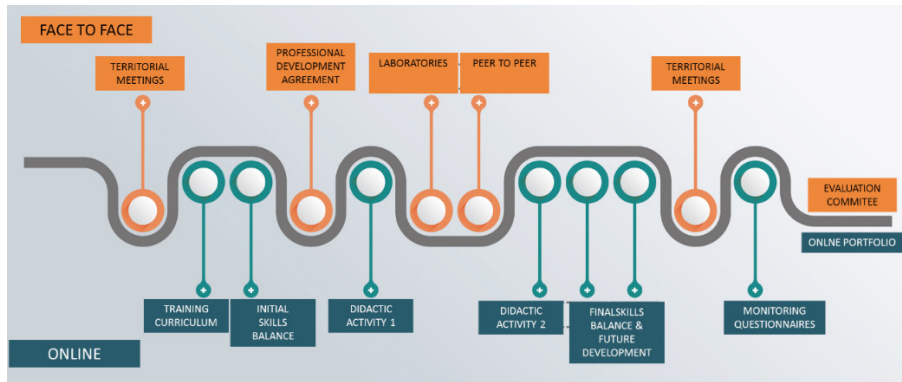 FACE TO FACE
TERRITORIAL
MEETINGS
PROFESSIONAL
DEVELOPMENT
AGREEMENT
LABORATORIES
PEER TO PEER
TERRITORIAL
MEETINGS
EVALUATION
COMMITEE
ONLNE PORTFOLIO
TRAINING
CURRICULUM
INITIAL
SKILLS
BALANCE
DIDACTIC
ACTIVITY 1
DIDACTIC
ACTIVITY 2
FINALSKILLS
BALANCE &
FUTURE
DEVELOPMENT
MONITORING
QUESTIONNAIRES
ONLINE